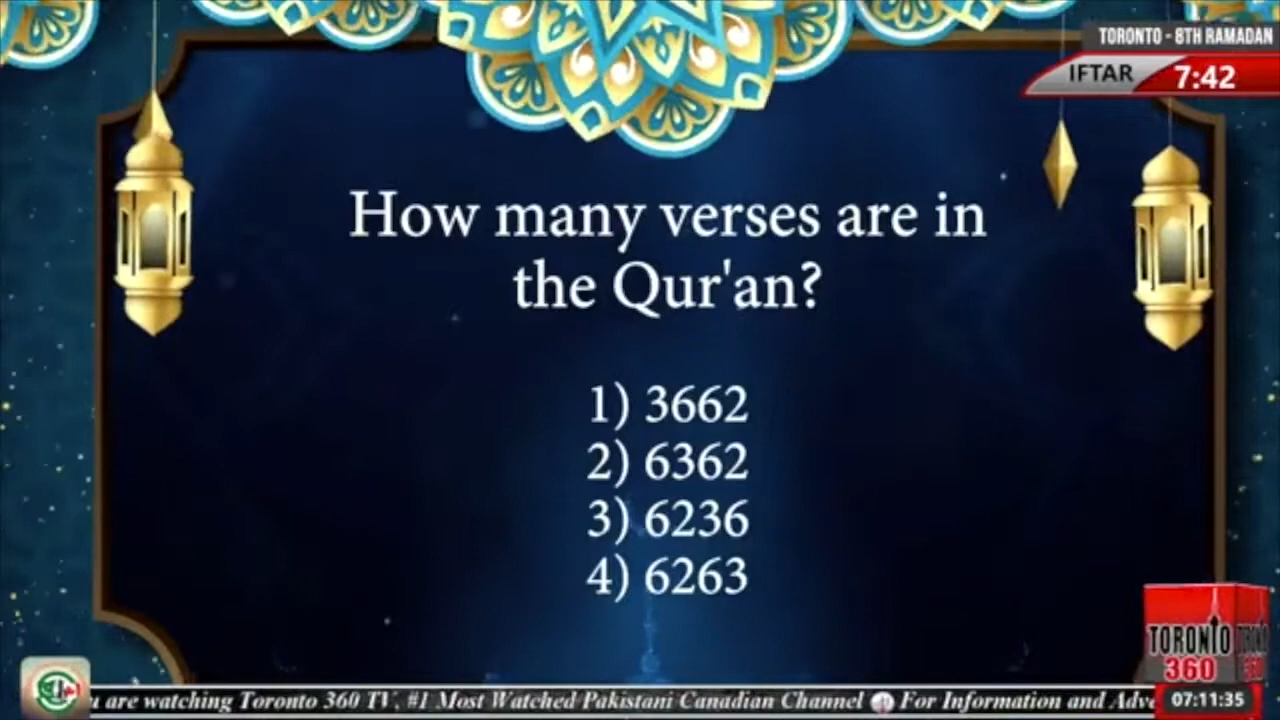 TORONTO - 8TH RAMADAN
IFTAR 7:42
How many verses are in
the Qur'an?
1) 3662
2) 6362
3) 6236
4) 6263
TORONTO
360
are watching Toronto 360 TV, #1 Most Watched Pakistani Canadian Channel For Information and
07:11:35